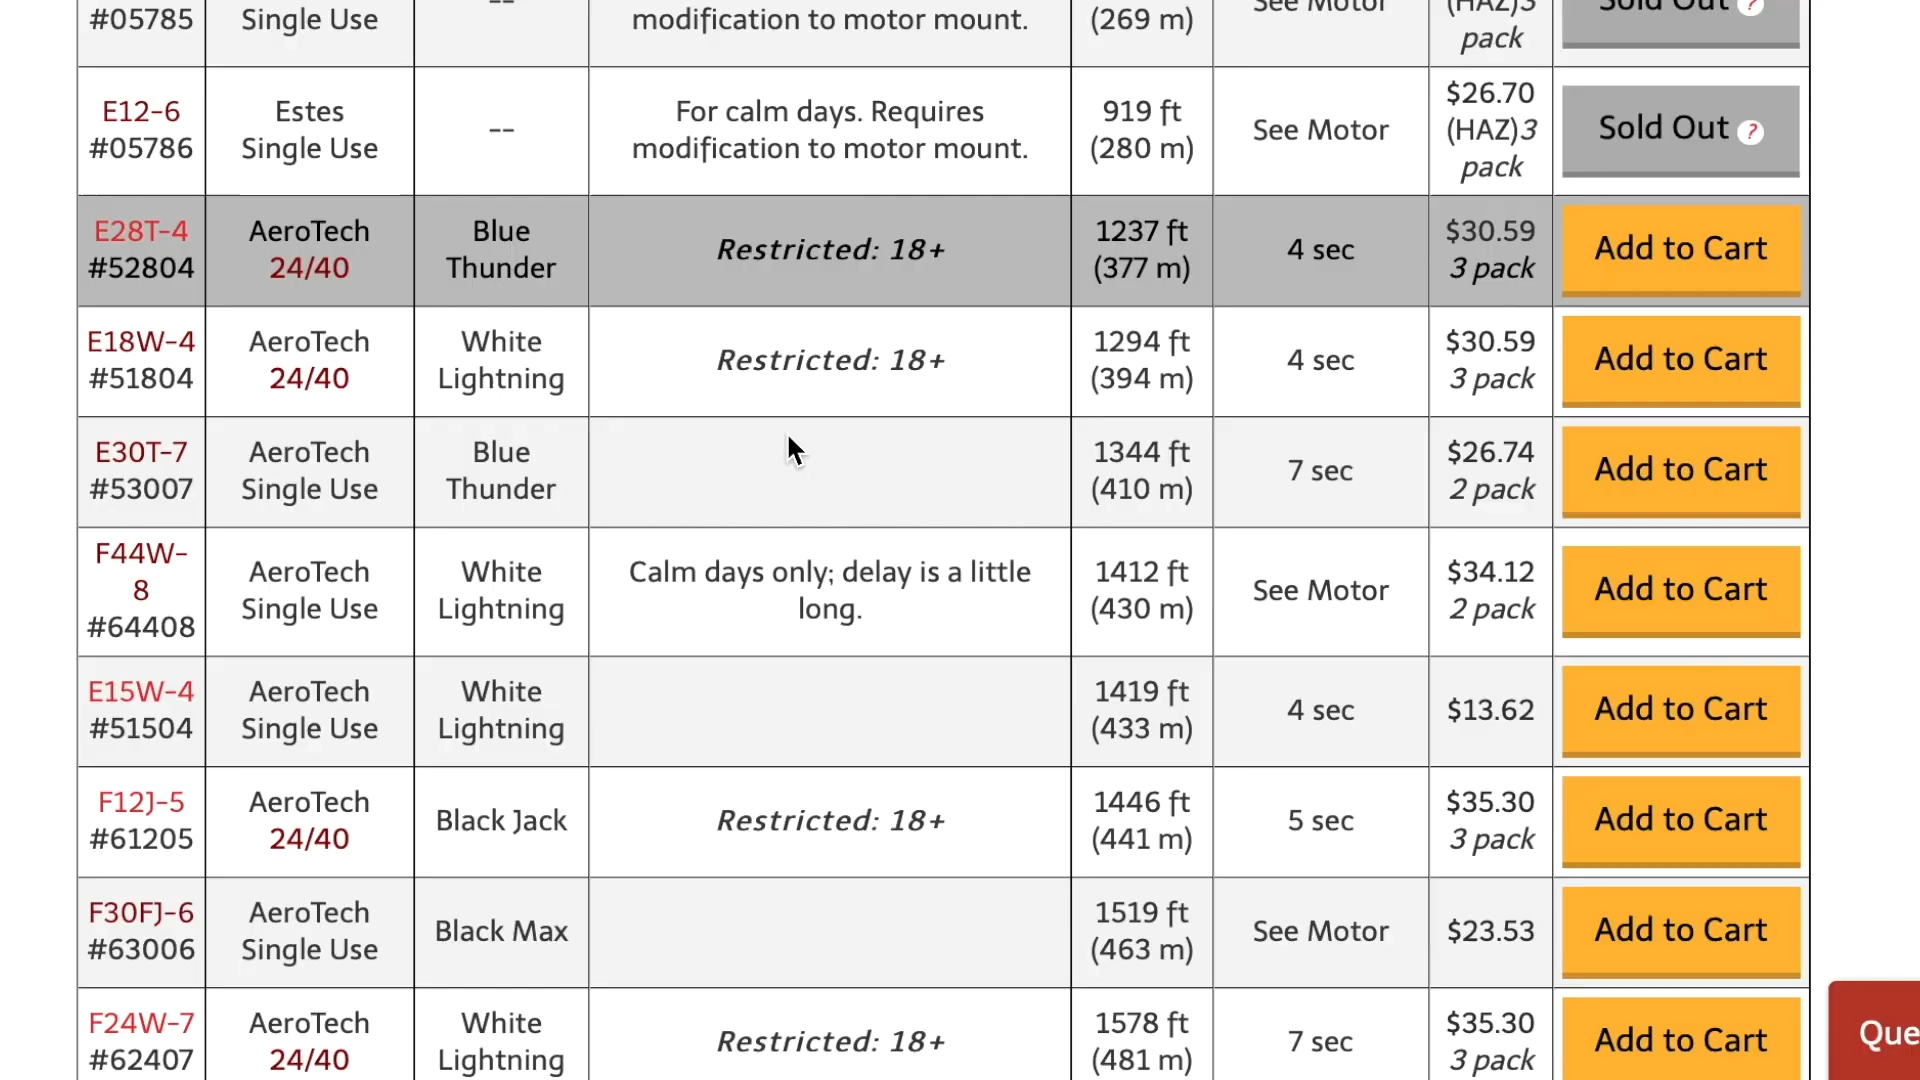 #05785
Single Use
--
modification to motor mount.
(269 m)
See Motor
(HAZ)3
pack
Sold Out ?
E12-6
#05786
Estes
Single Use
--
For calm days. Requires
modification to motor mount.
919 ft
(280 m)
See Motor
$26.70
(HAZ)3
pack
Sold Out ?
E28T-4
#52804
AeroTech
24/40
Blue
Thunder
Restricted: 18+
1237 ft
(377 m)
4 sec
$30.59
3 pack
Add to Cart
E18W-4
#51804
AeroTech
24/40
White
Lightning
Restricted: 18+
1294 ft
(394 m)
4 sec
$30.59
3 pack
Add to Cart
E30T-7
#53007
AeroTech
Single Use
Blue
Thunder
1344 ft
(410 m)
7 sec
$26.74
2 pack
Add to Cart
F44W-
8
#64408
AeroTech
Single Use
White
Lightning
Calm days only; delay is a little
long.
1412 ft
(430 m)
See Motor
$34.12
2 pack
Add to Cart
E15W-4
#51504
AeroTech
Single Use
White
Lightning
1419 ft
(433 m)
4 sec
$13.62
Add to Cart
F12J-5
#61205
AeroTech
24/40
Black Jack
Restricted: 18+
1446 ft
(441 m)
5 sec
$35.30
3 pack
Add to Cart
F30FJ-6
#63006
AeroTech
Single Use
Black Max
1519 ft
(463 m)
See Motor
$23.53
Add to Cart
F24W-7
#62407
AeroTech
24/40
White
Lightning
Restricted: 18+
1578 ft
(481 m)
7 sec
$35.30
3 pack
Add to Cart
Que